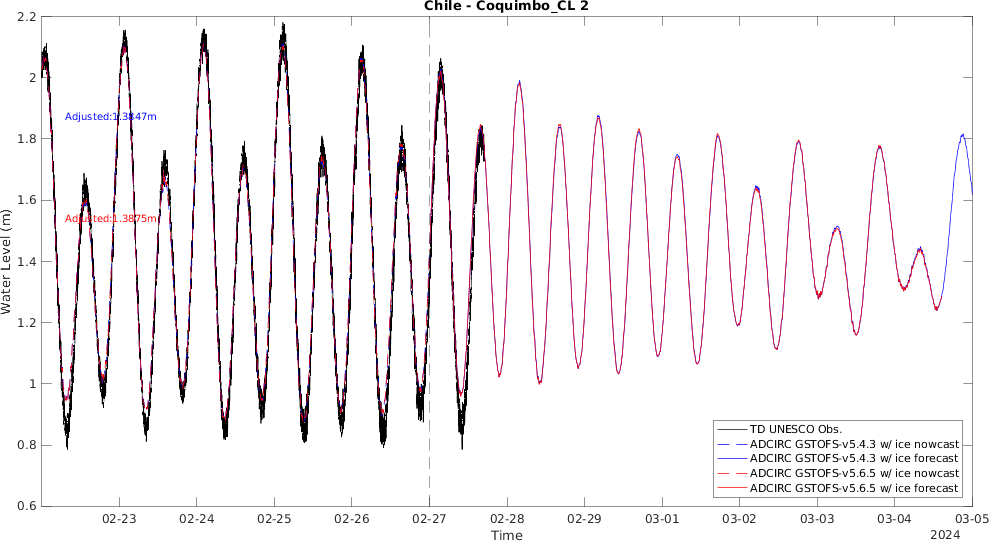 Chile - Coquimbo_CL 2
2.2
2
1.8
1.6
1.4
1.2
1
0.8
0.6
Water Level (m)
Adjusted:1.3847m
Adjusted:1.3875m
TD UNESCO Obs.
ADCIRC GSTOFS-v5.4.3 w/ ice nowcast
ADCIRC GSTOFS-v5.4.3 w/ ice forecast
ADCIRC GSTOFS-v5.6.5 w/ ice nowcast
ADCIRC GSTOFS-v5.6.5 w/ ice forecast
02-23 02-24 02-25 02-26 02-27 02-28 02-29 03-01 03-02 03-03 03-04 03-05
Time
2024